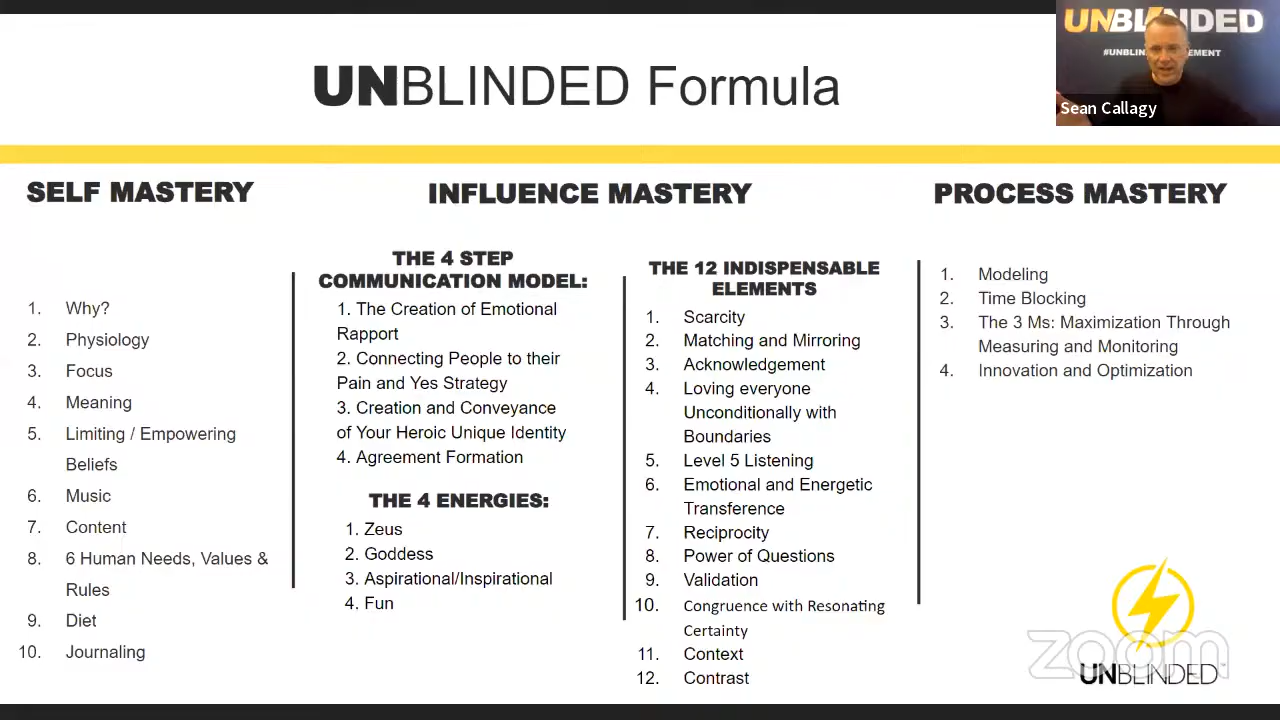 UNBLINDED Formula
UNBLINDED
#UNBLIN EMENT
Sean Callagy
SELF MASTERY
1. Why?
2. Physiology
3. Focus
4. Meaning
5. Limiting / Empowering
Beliefs
6. Music
7. Content
8. 6 Human Needs, Values &
Rules
9. Diet
10. Journaling
INFLUENCE MASTERY
THE 4 STEP
COMMUNICATION MODEL:
1. The Creation of Emotional
Rapport
2. Connecting People to their
Pain and Yes Strategy
3. Creation and Conveyance
of Your Heroic Unique Identity
4. Agreement Formation
THE 4 ENERGIES:
1. Zeus
2. Goddess
3. Aspirational/Inspirational
4. Fun
THE 12 INDISPENSABLE
ELEMENTS
1. Scarcity
2. Matching and Mirroring
3. Acknowledgement
4. Loving everyone
Unconditionally with
Boundaries
5. Level 5 Listening
6. Emotional and Energetic
Transference
7. Reciprocity
8. Power of Questions
9. Validation
10. Congruence with Resonating
Certainty
11. Context
12. Contrast
PROCESS MASTERY
1. Modeling
2. Time Blocking
3. The 3 Ms: Maximization Through
Measuring and Monitoring
4. Innovation and Optimization
zoom
UNBLINDED